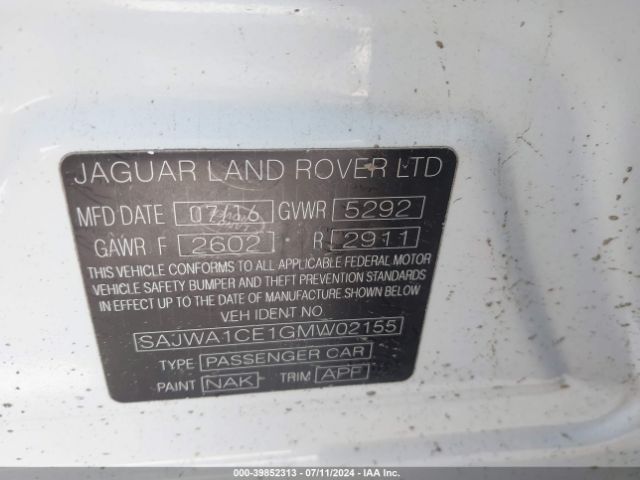 JAGUAR LAND ROVER LTD
MFD DATE 07/16 GVWR 5292
GAWR F 2602 R 2911
THIS VEHICLE CONFORMS TO ALL APPLICABLE FEDERAL MOTOR
VEHICLE SAFETY BUMPER AND THEFT PREVENTION STANDARDS
IN EFFECT UP TO THE DATE OF MANUFACTURE SHOWN BELOW
VEH IDENT NO
SAJWA1CE1GMW02155
TYPE PASSENGER CAR
PAINT NAK TRIM APF
000-39852313 - 07/11/2024 - IAA Inc.